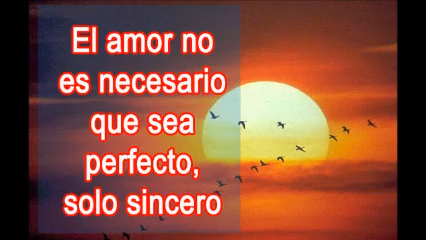 El amor no
es necesario
que sea
perfecto,
solo sincero